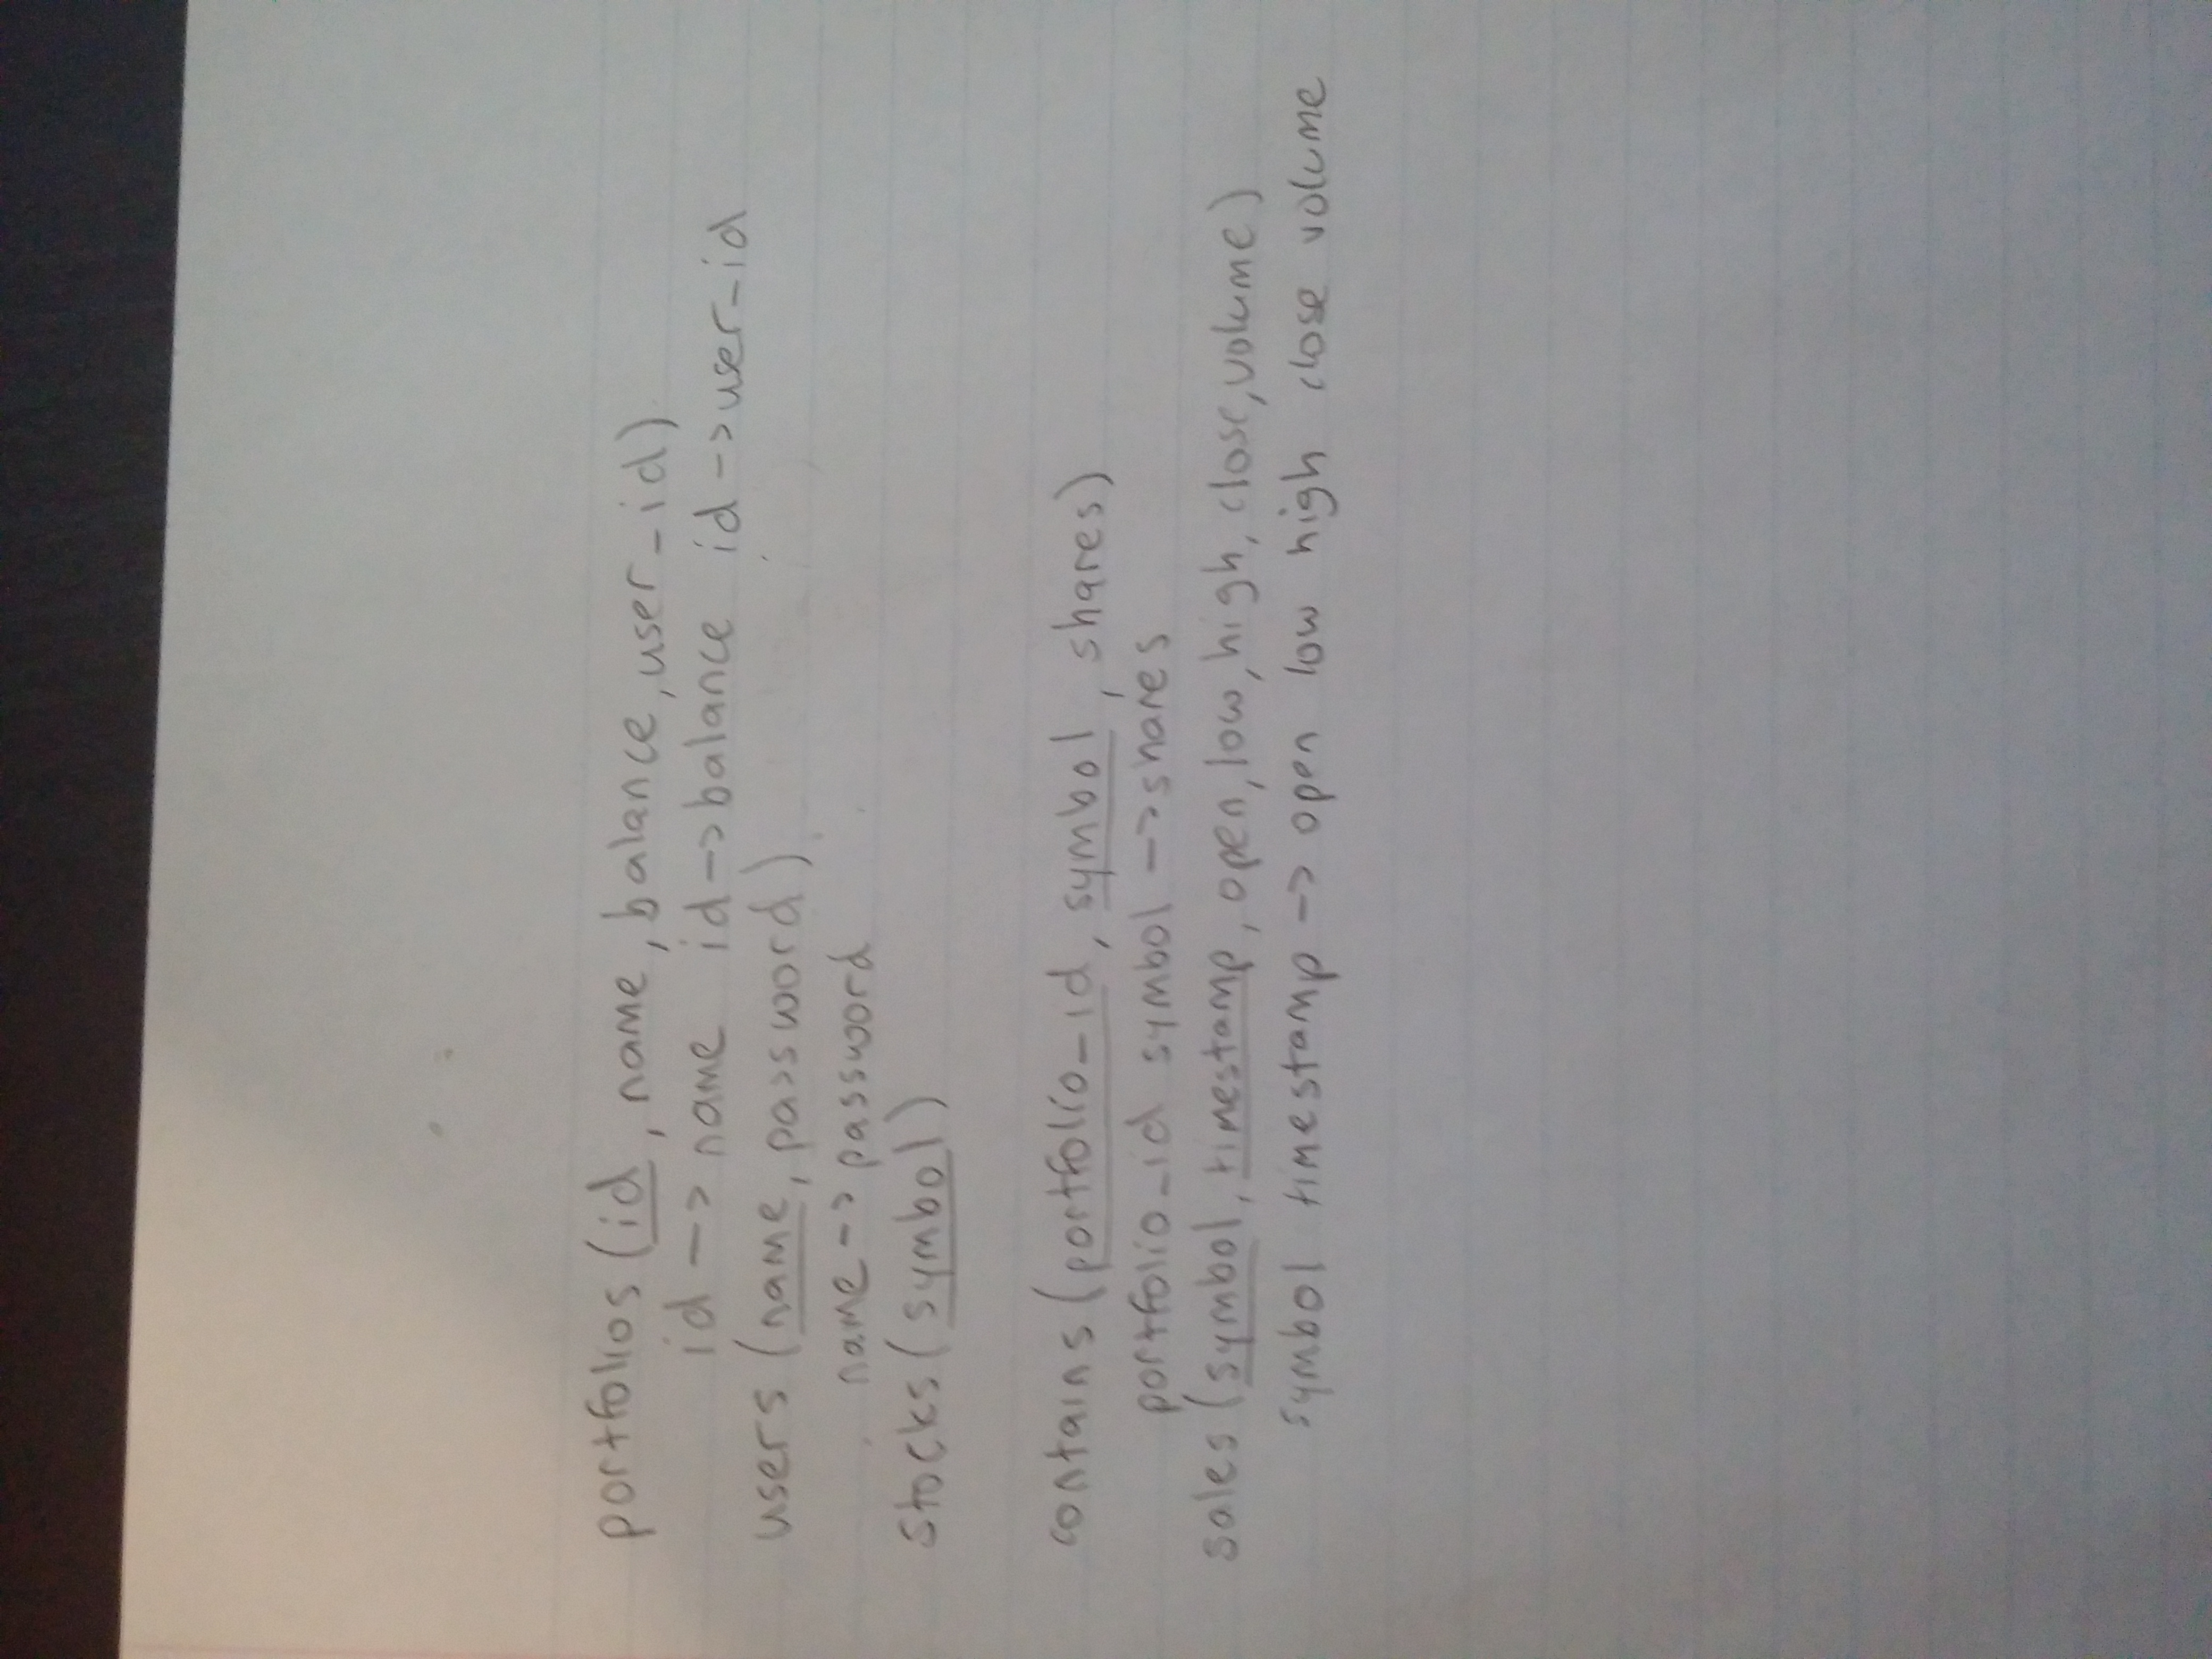 portfolios (id, name, balance, user_id)
id -> name id -> balance id -> user_id
users (name, password)
name -> password
stocks (symbol)
contains (portfolio_id, symbol, shares)
portfolio_id symbol -> shares
sales (symbol, timestamp, open, low, high, close, volume)
symbol timestamp -> open low high close volume